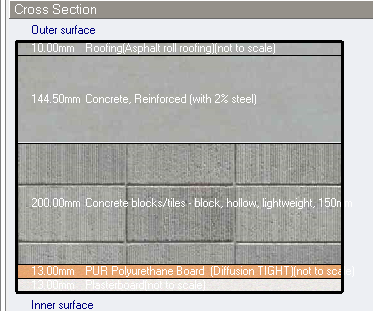 Cross Section
Outer surface
10.00mm Roofing(Asphalt roll roofing)(not to scale)
144.50mm Concrete, Reinforced (with 2% steel)
200.00mm Concrete blocks/tiles - block, hollow, lightweight, 150m
13.00mm PUR Polyurethane Board (Diffusion TIGHT)(not to scale)
13.00mm Plasterboard(not to scale)
Inner surface